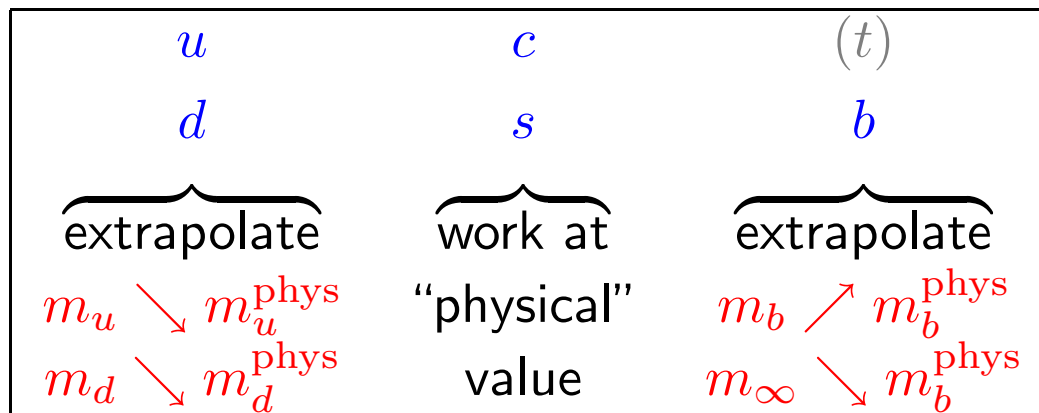 u c (t)
d s b
extrapolate work at extrapolate
m_u ↘ m_u^phys “physical” m_b ↗ m_b^phys
m_d ↘ m_d^phys value m_∞ ↘ m_b^phys